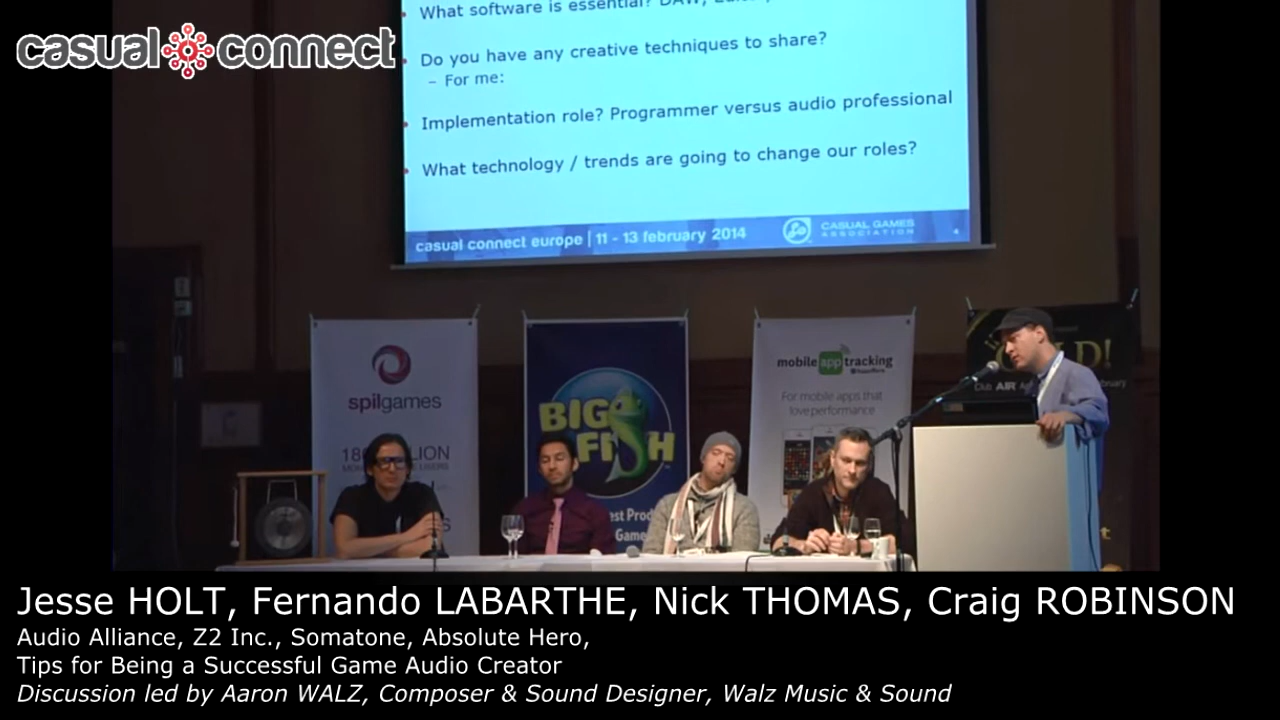 casual connect
What software is essential? DAW,
Do you have any creative techniques to share?
– For me:
Implementation role? Programmer versus audio professional
What technology / trends are going to change our roles?
casual connect europe | 11 - 13 february 2014
CASUAL GAMES
ASSOCIATION
4
spilgames
BIG
FISH
mobile app tracking
For mobile apps that
love performance
Club AIR
Jesse HOLT, Fernando LABARTHE, Nick THOMAS, Craig ROBINSON
Audio Alliance, Z2 Inc., Somatone, Absolute Hero,
Tips for Being a Successful Game Audio Creator
Discussion led by Aaron WALZ, Composer & Sound Designer, Walz Music & Sound